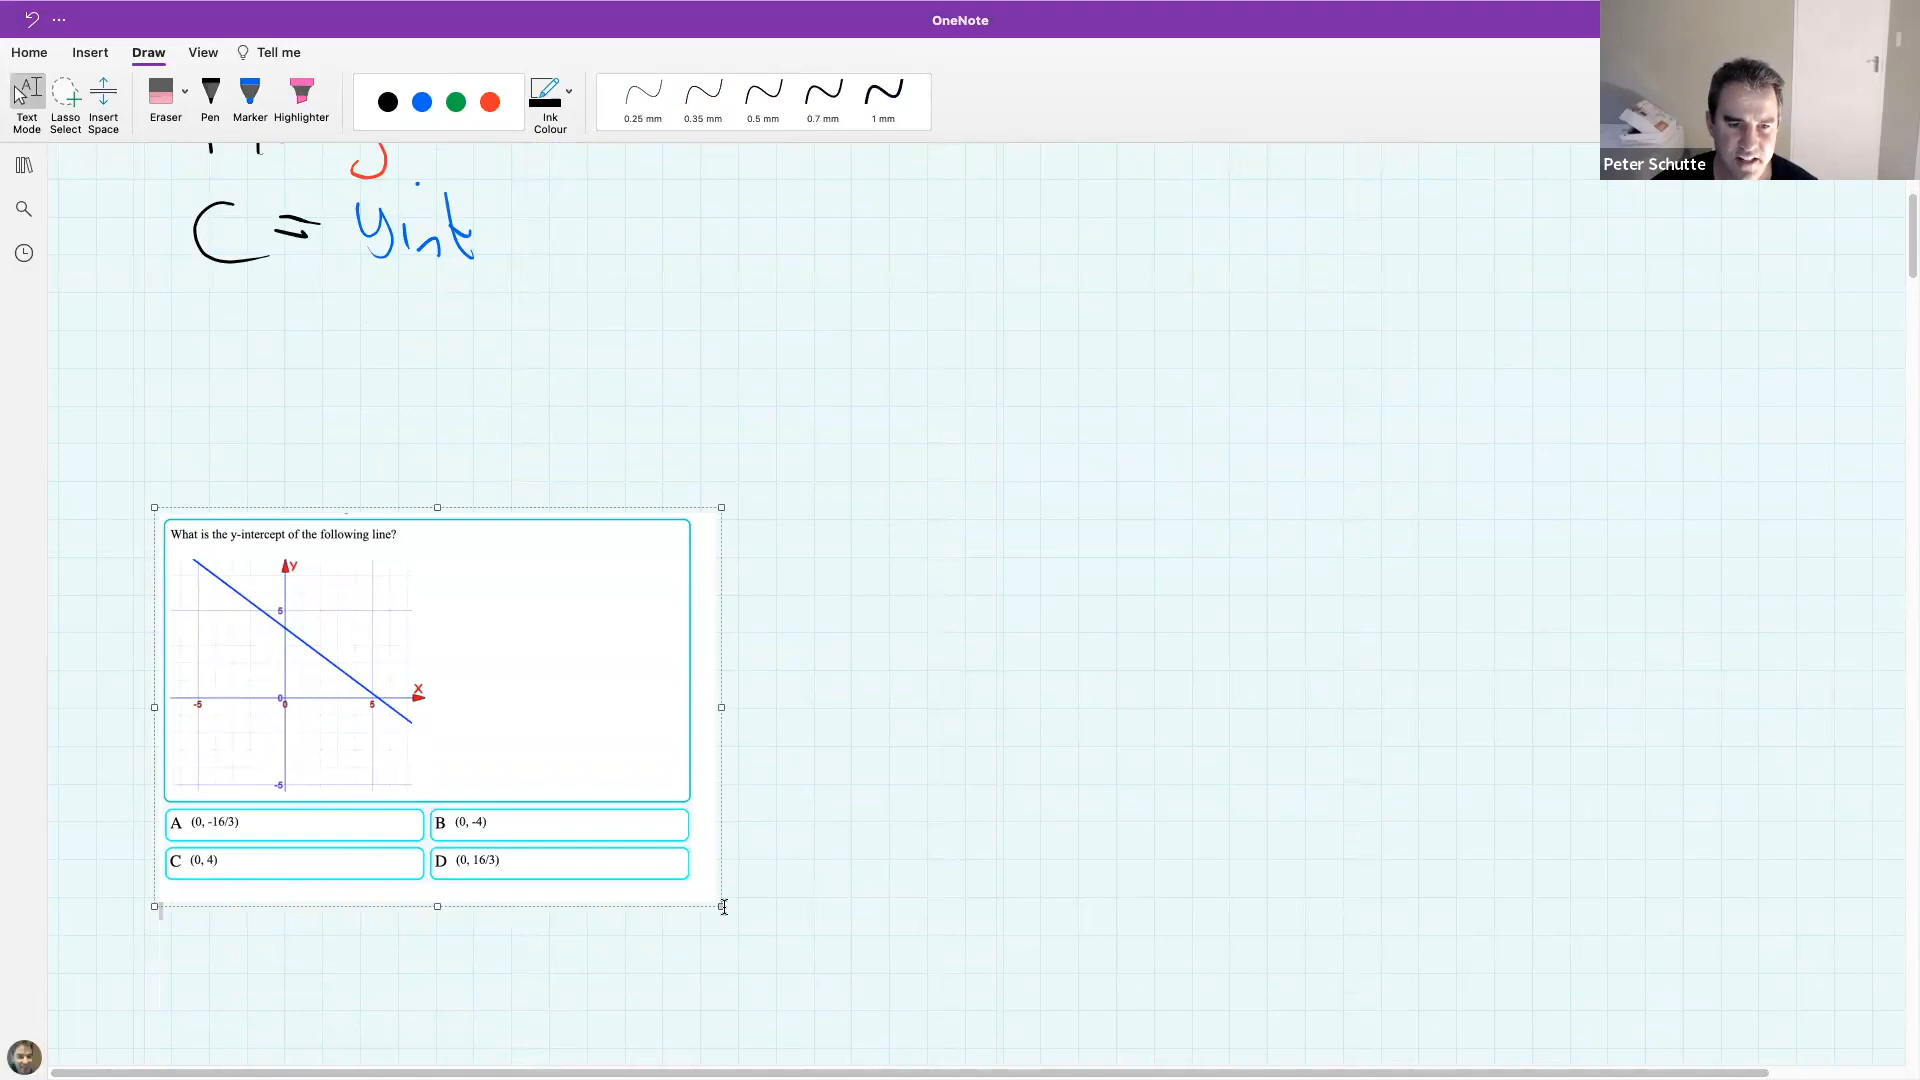 OneNote
Home Insert Draw View Tell me
Text Mode
Lasso Select
Insert Space
Eraser
Pen
Marker
Highlighter
Ink Colour
0.25 mm
0.35 mm
0.5 mm
0.7 mm
1 mm
Peter Schutte
C = yint
What is the y-intercept of the following line?
y
5
x
0
-5 0 5
-5
A (0, -16/3)
B (0, -4)
C (0, 4)
D (0, 16/3)